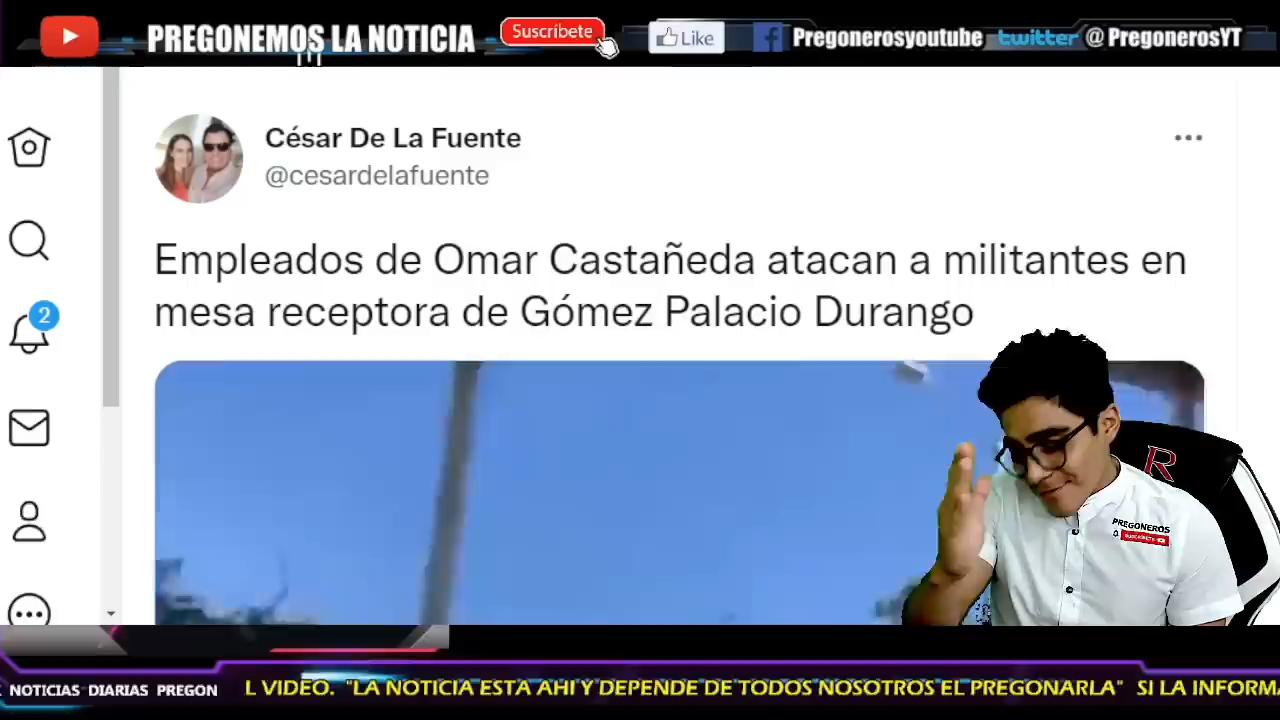 PREGONEMOS LA NOTICIA
Suscríbete
Like
Pregonerosyoutube
twitter @PregonerosYT
César De La Fuente
@cesardelafuente
2
Empleados de Omar Castañeda atacan a militantes en
mesa receptora de Gómez Palacio Durango
R
PREGONEROS
SUSCRIBETE
NOTICIAS DIARIAS PREGON
L VIDEO. "LA NOTICIA ESTA AHI Y DEPENDE DE TODOS NOSOTROS EL PREGONARLA" SI LA INFORMA